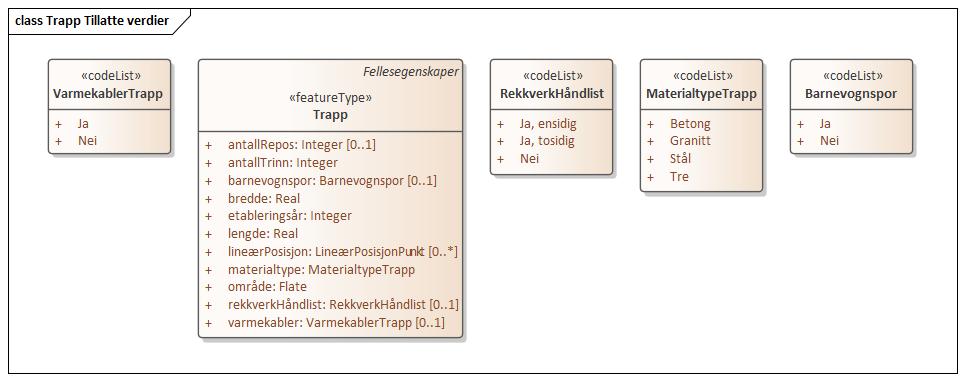 class Trapp Tillatte verdier
«codeList»
VarmekablerTrapp
+ Ja
+ Nei
Fellesegenskaper
«featureType»
Trapp
+ antallRepos: Integer [0..1]
+ antallTrinn: Integer
+ barnevognspor: Barnevognspor [0..1]
+ bredde: Real
+ etableringsår: Integer
+ lengde: Real
+ lineærPosisjon: LineærPosisjonPunkt [0..*]
+ materialtype: MaterialtypeTrapp
+ område: Flate
+ rekkverkHåndlist: RekkverkHåndlist [0..1]
+ varmekabler: VarmekablerTrapp [0..1]
«codeList»
RekkverkHåndlist
+ Ja, ensidig
+ Ja, tosidig
+ Nei
«codeList»
MaterialtypeTrapp
+ Betong
+ Granitt
+ Stål
+ Tre
«codeList»
Barnevognspor
+ Ja
+ Nei